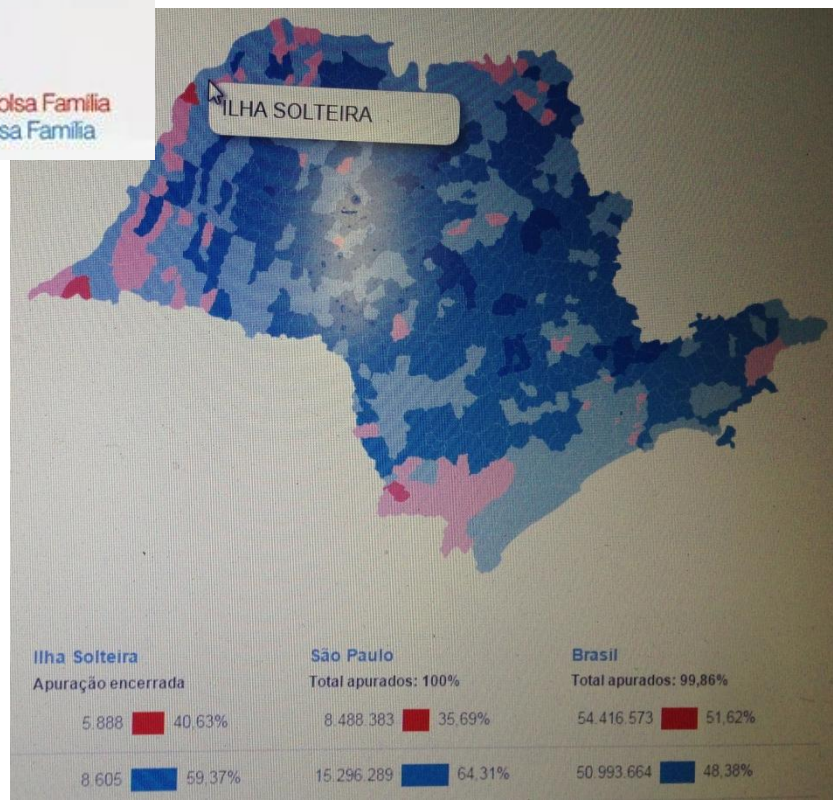 olsa Família
sa Família
ILHA SOLTEIRA
Ilha Solteira
Apuração encerrada
5.888 40,63%
8.605 59,37%
São Paulo
Total apurados: 100%
8.488.383 35,69%
15.296.289 64,31%
Brasil
Total apurados: 99,86%
54.416.573 51,62%
50.993.664 48,38%